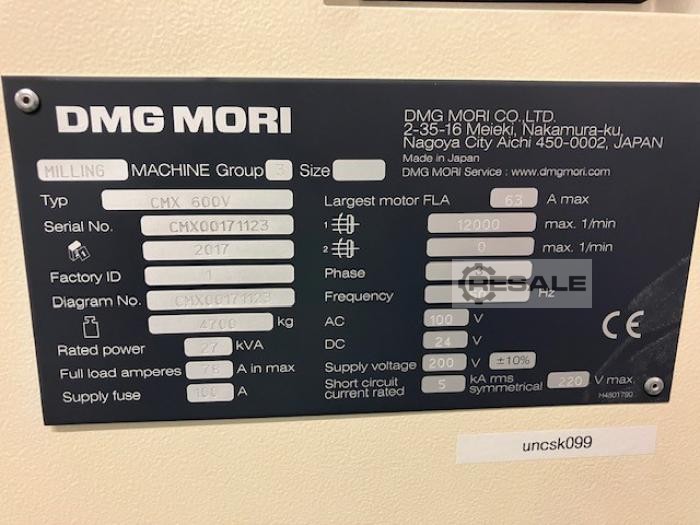 DMG MORI
DMG MORI CO., LTD.
2-35-16 Meieki, Nakamura-ku,
Nagoya City Aichi 450-0002, JAPAN
Made in Japan
DMG MORI Service : www.dmgmori.com
MILLING MACHINE Group 3 Size
Typ CMX 600V
Serial No. CMX00171123
2017
Factory ID 1
Diagram No. CMX00171123
4700 kg
Rated power 27 kVA
Full load amperes 78 A in max
Supply fuse 100 A
Largest motor FLA 63 A max
1 12000 max. 1/min
2 0 max. 1/min
Phase
Frequency Hz
AC 100 V
DC 24 V
Supply voltage 200 V ±10%
Short circuit current rated 5 kA rms symmetrical 220 V max.
CE
H4801790
RESALE
uncsk099